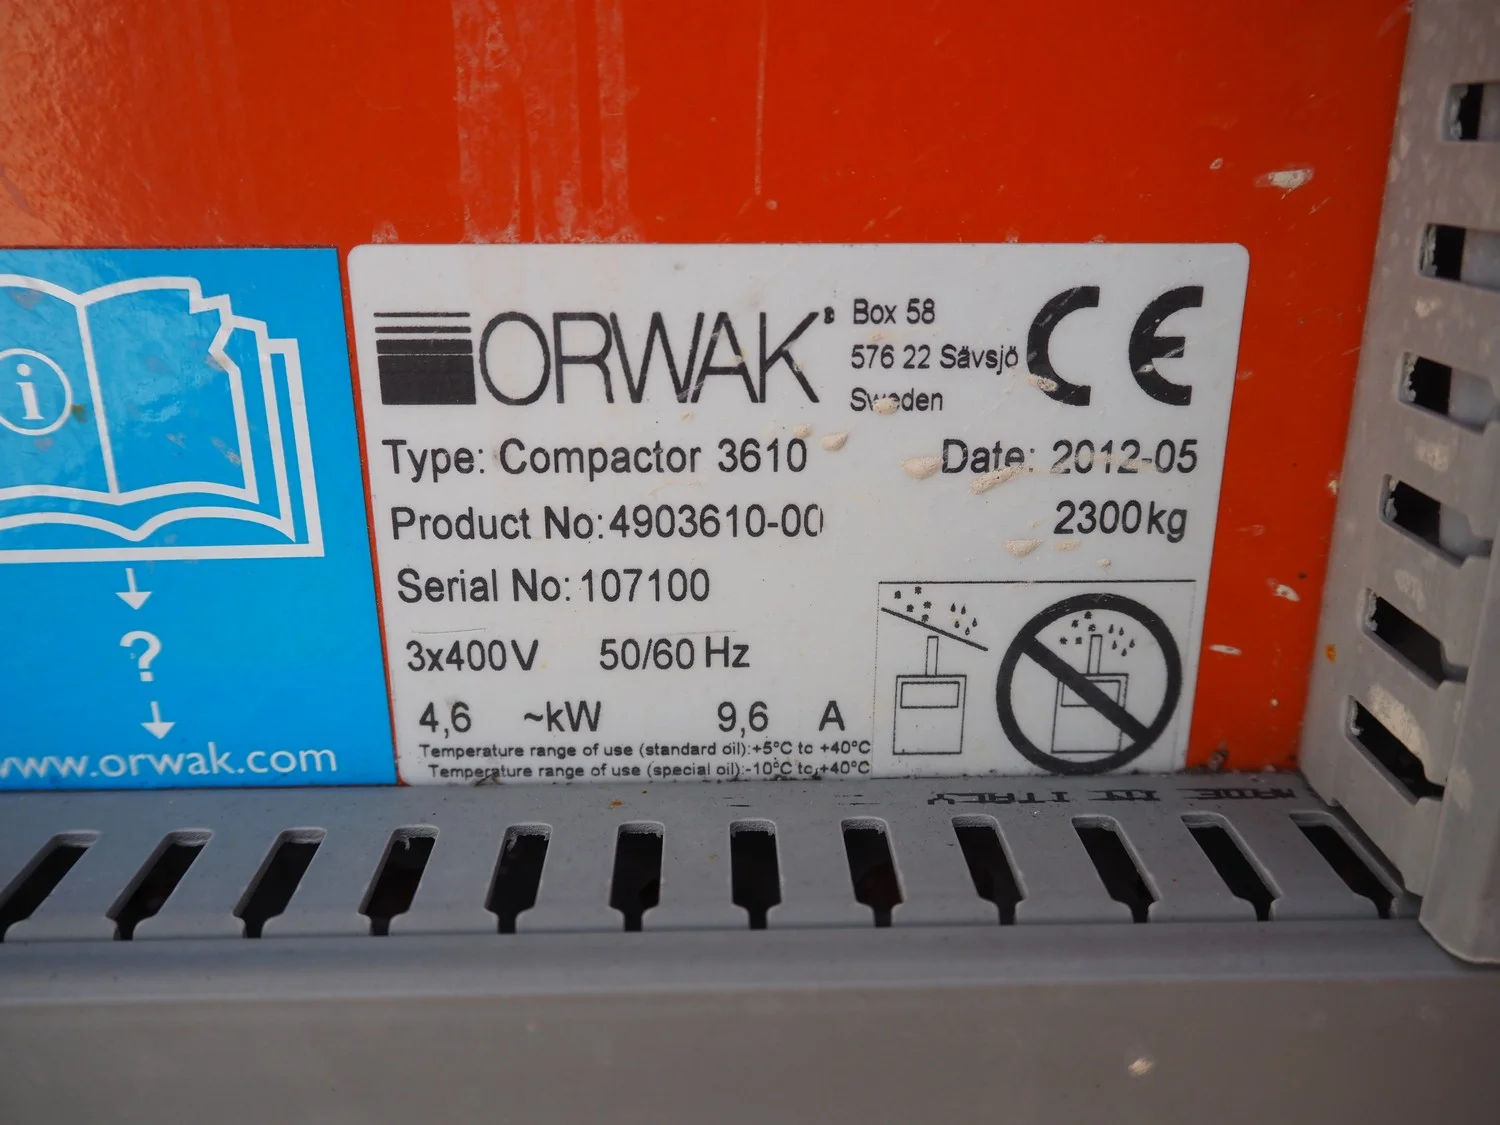 ORWAK®
Box 58
576 22 Sävsjö
Sweden
CE
Type: Compactor 3610
Date: 2012-05
Product No: 4903610-00
2300kg
Serial No: 107100
3x400V 50/60 Hz
4,6 ~kW 9,6 A
Temperature range of use (standard oil):+5°C to +40°C
Temperature range of use (special oil):-10°C to +40°C
i
?
www.orwak.com
MADE IN ITALY